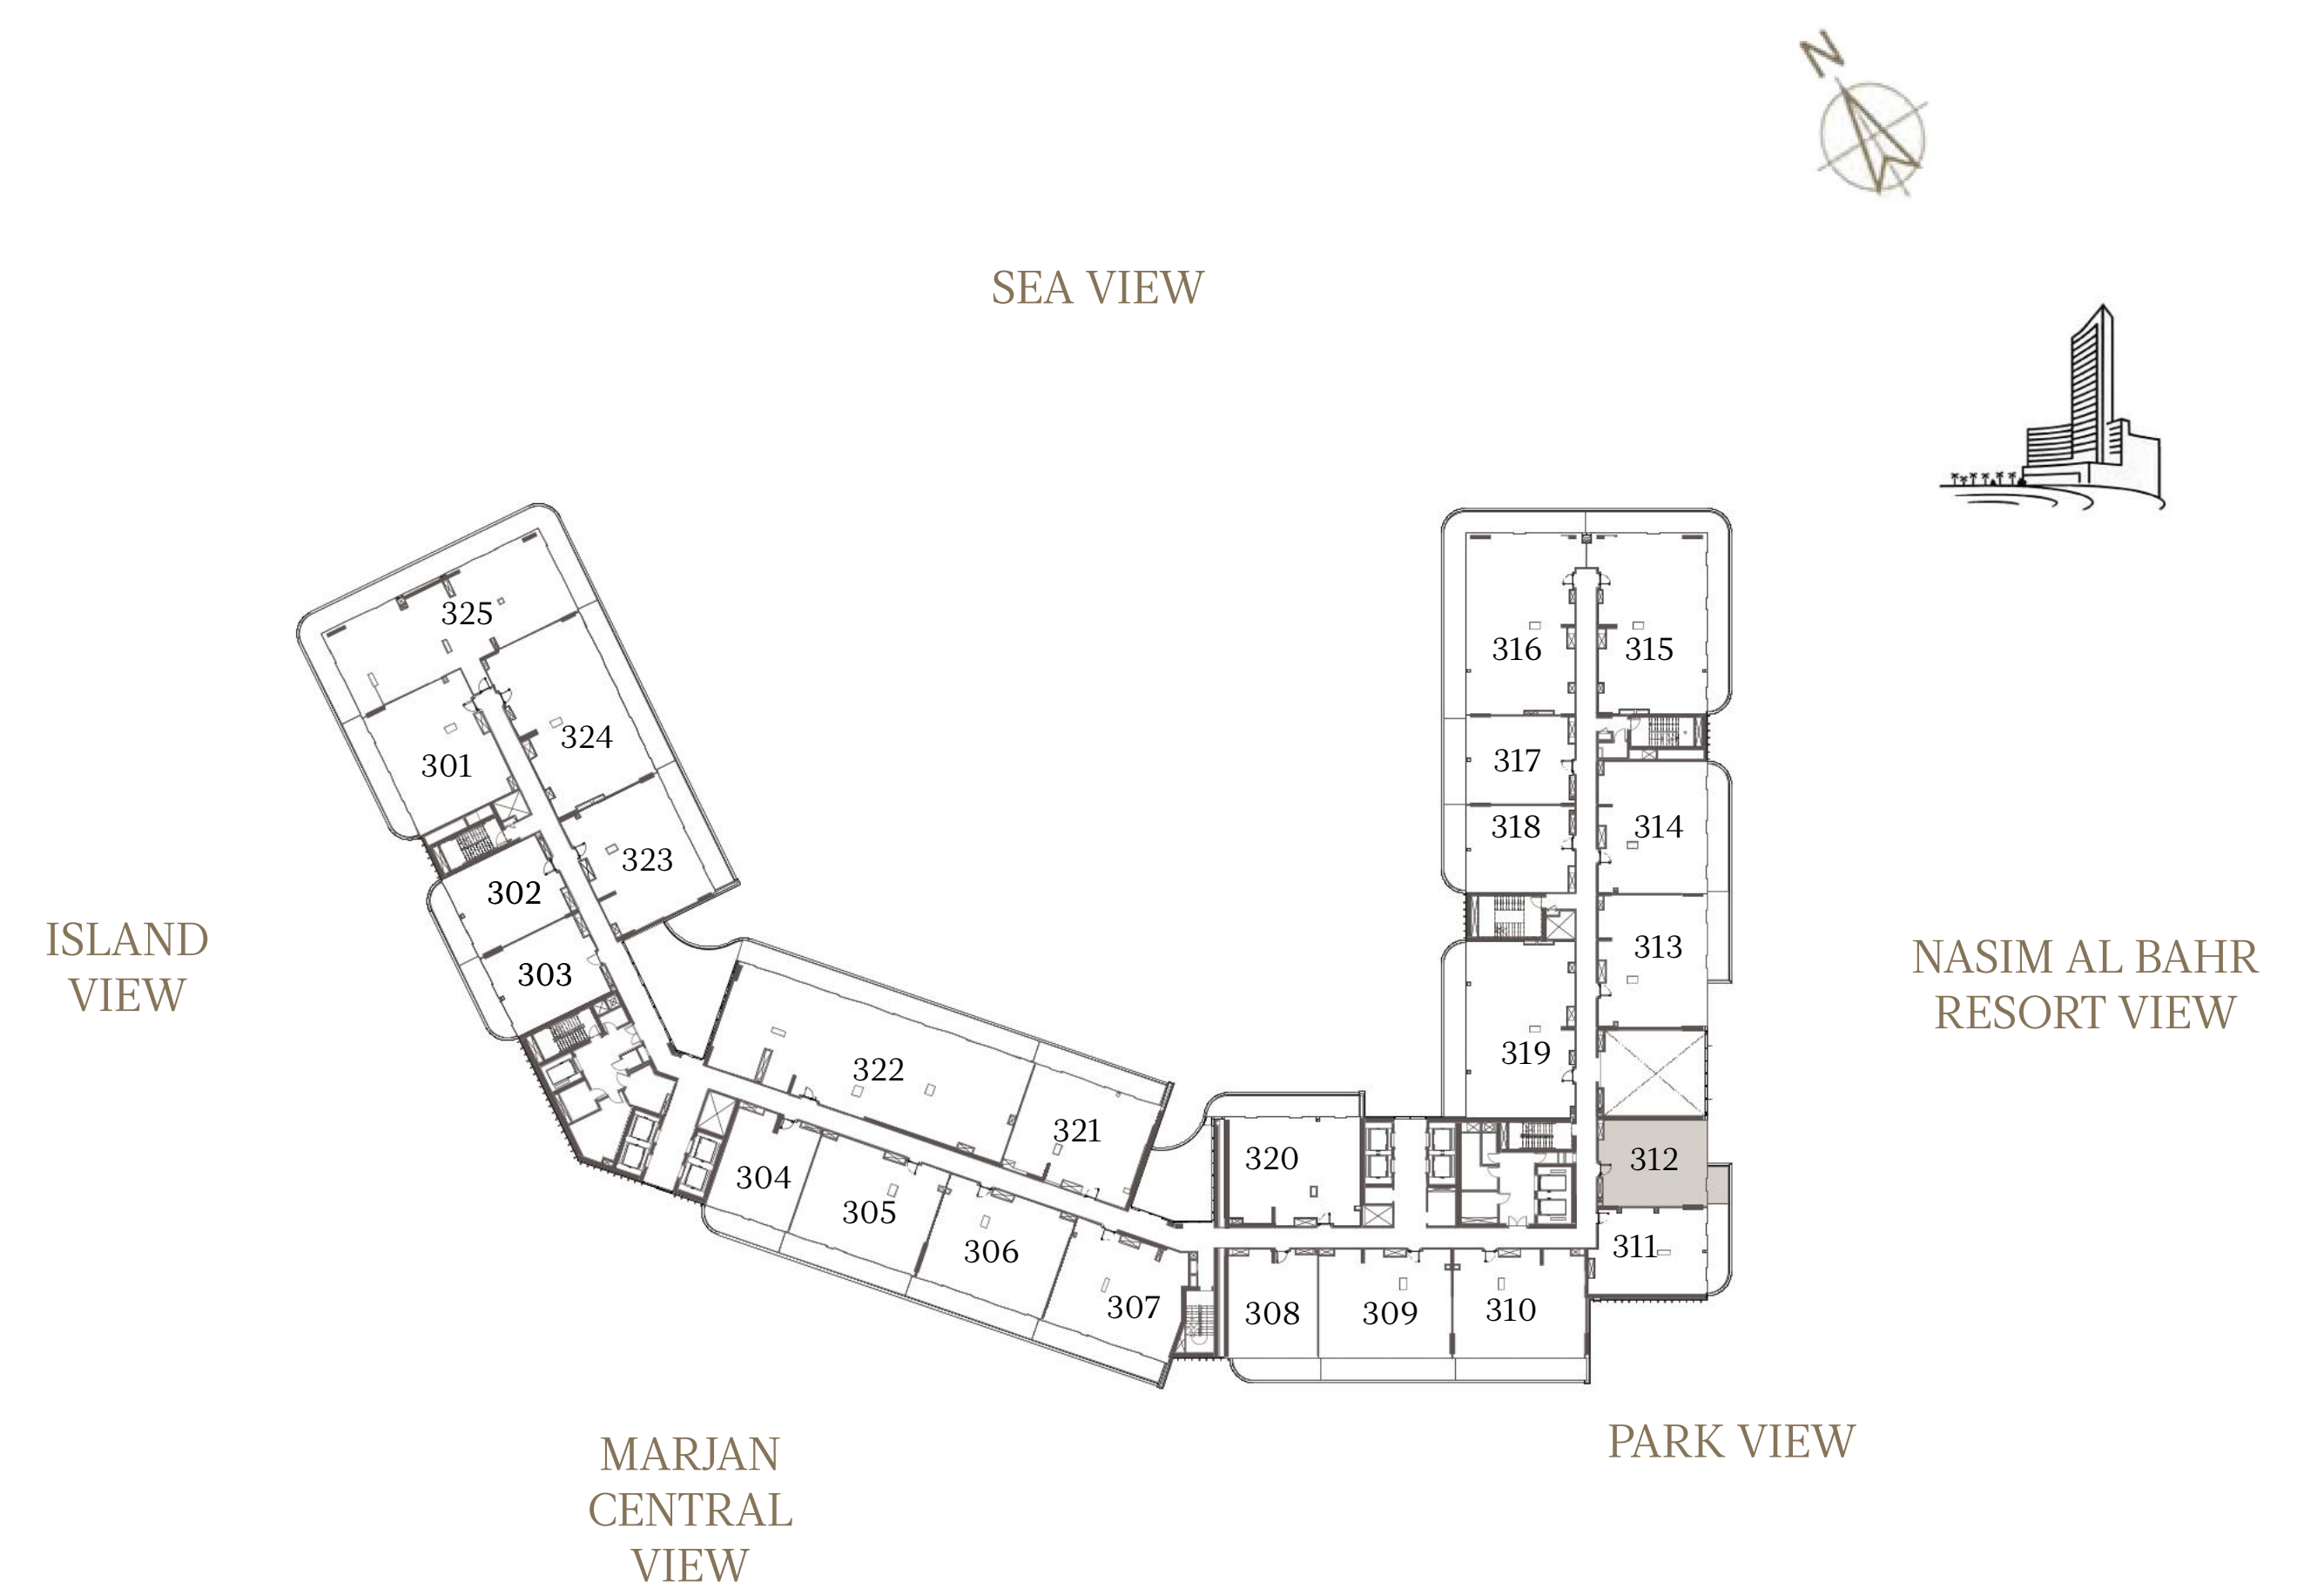 N
SEA VIEW
325
316
315
324
317
301
318
314
323
302
ISLAND
VIEW
313
NASIM AL BAHR
RESORT VIEW
303
319
322
321
320
312
304
305
306
311
307
308
309
310
PARK VIEW
MARJAN
CENTRAL
VIEW